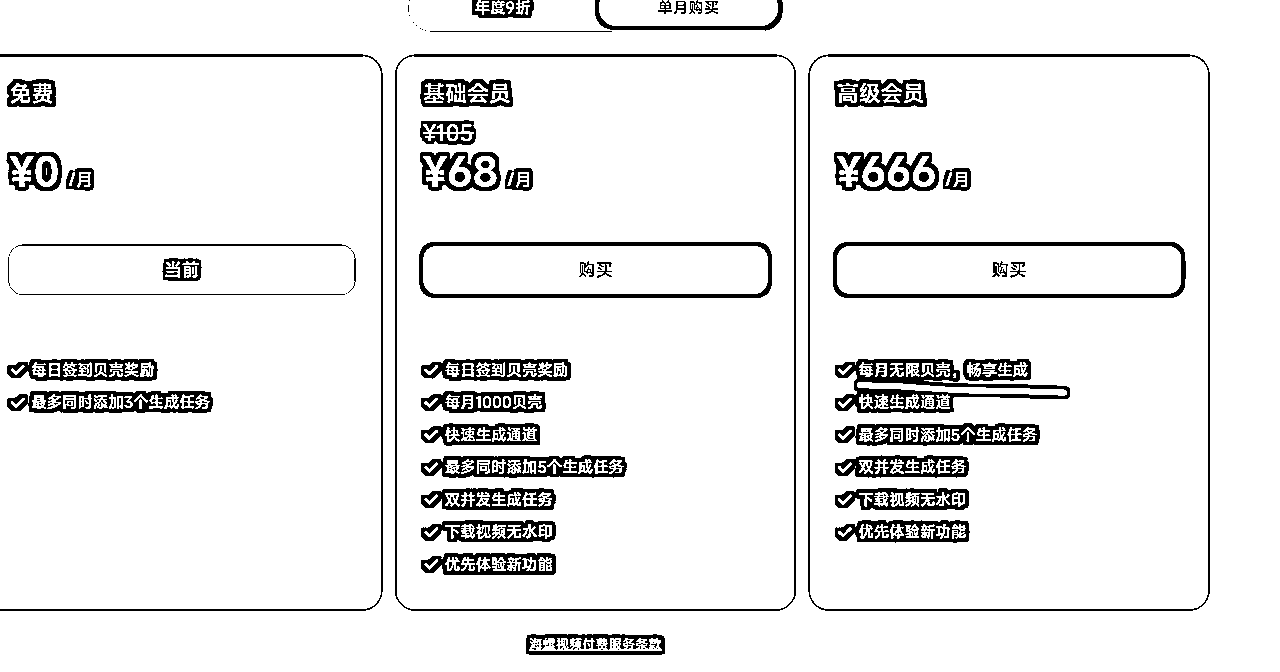 年度9折
单月购买
免费
¥0 /月
当前
每日签到贝壳奖励
最多同时添加3个生成任务
基础会员
¥105
¥68 /月
购买
每日签到贝壳奖励
每月1000贝壳
快速生成通道
最多同时添加5个生成任务
双并发生成任务
下载视频无水印
优先体验新功能
高级会员
¥666 /月
购买
每月无限贝壳，畅享生成
快速生成通道
最多同时添加5个生成任务
双并发生成任务
下载视频无水印
优先体验新功能
海螺视频付费服务条款